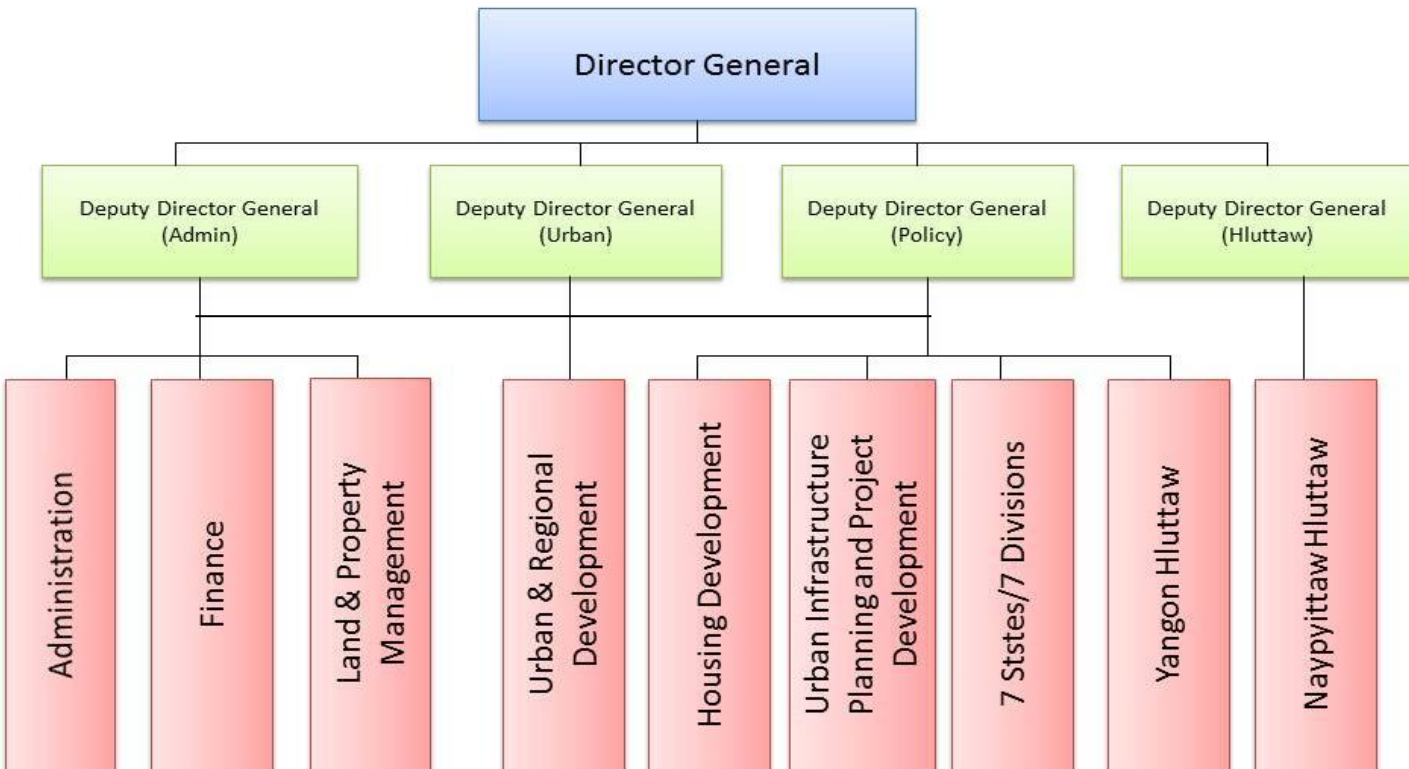 Director General
Deputy Director General
(Admin)
Deputy Director General
(Urban)
Deputy Director General
(Policy)
Deputy Director General
(Hluttaw)
Administration
Finance
Land & Property
Management
Urban & Regional
Development
Housing Development
Urban Infrastructure
Planning and Project
Development
7 Ststes/7 Divisions
Yangon Hluttaw
Naypyittaw Hluttaw